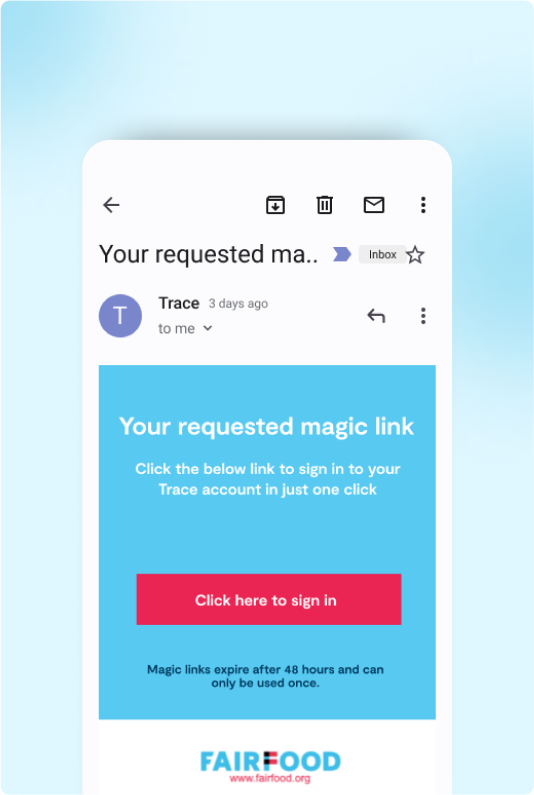 Your requested ma..
Inbox
T
Trace 3 days ago
to me
Your requested magic link
Click the below link to sign in to your
Trace account in just one click
Click here to sign in
Magic links expire after 48 hours and can
only be used once.
FAIRFOOD
www.fairfood.org